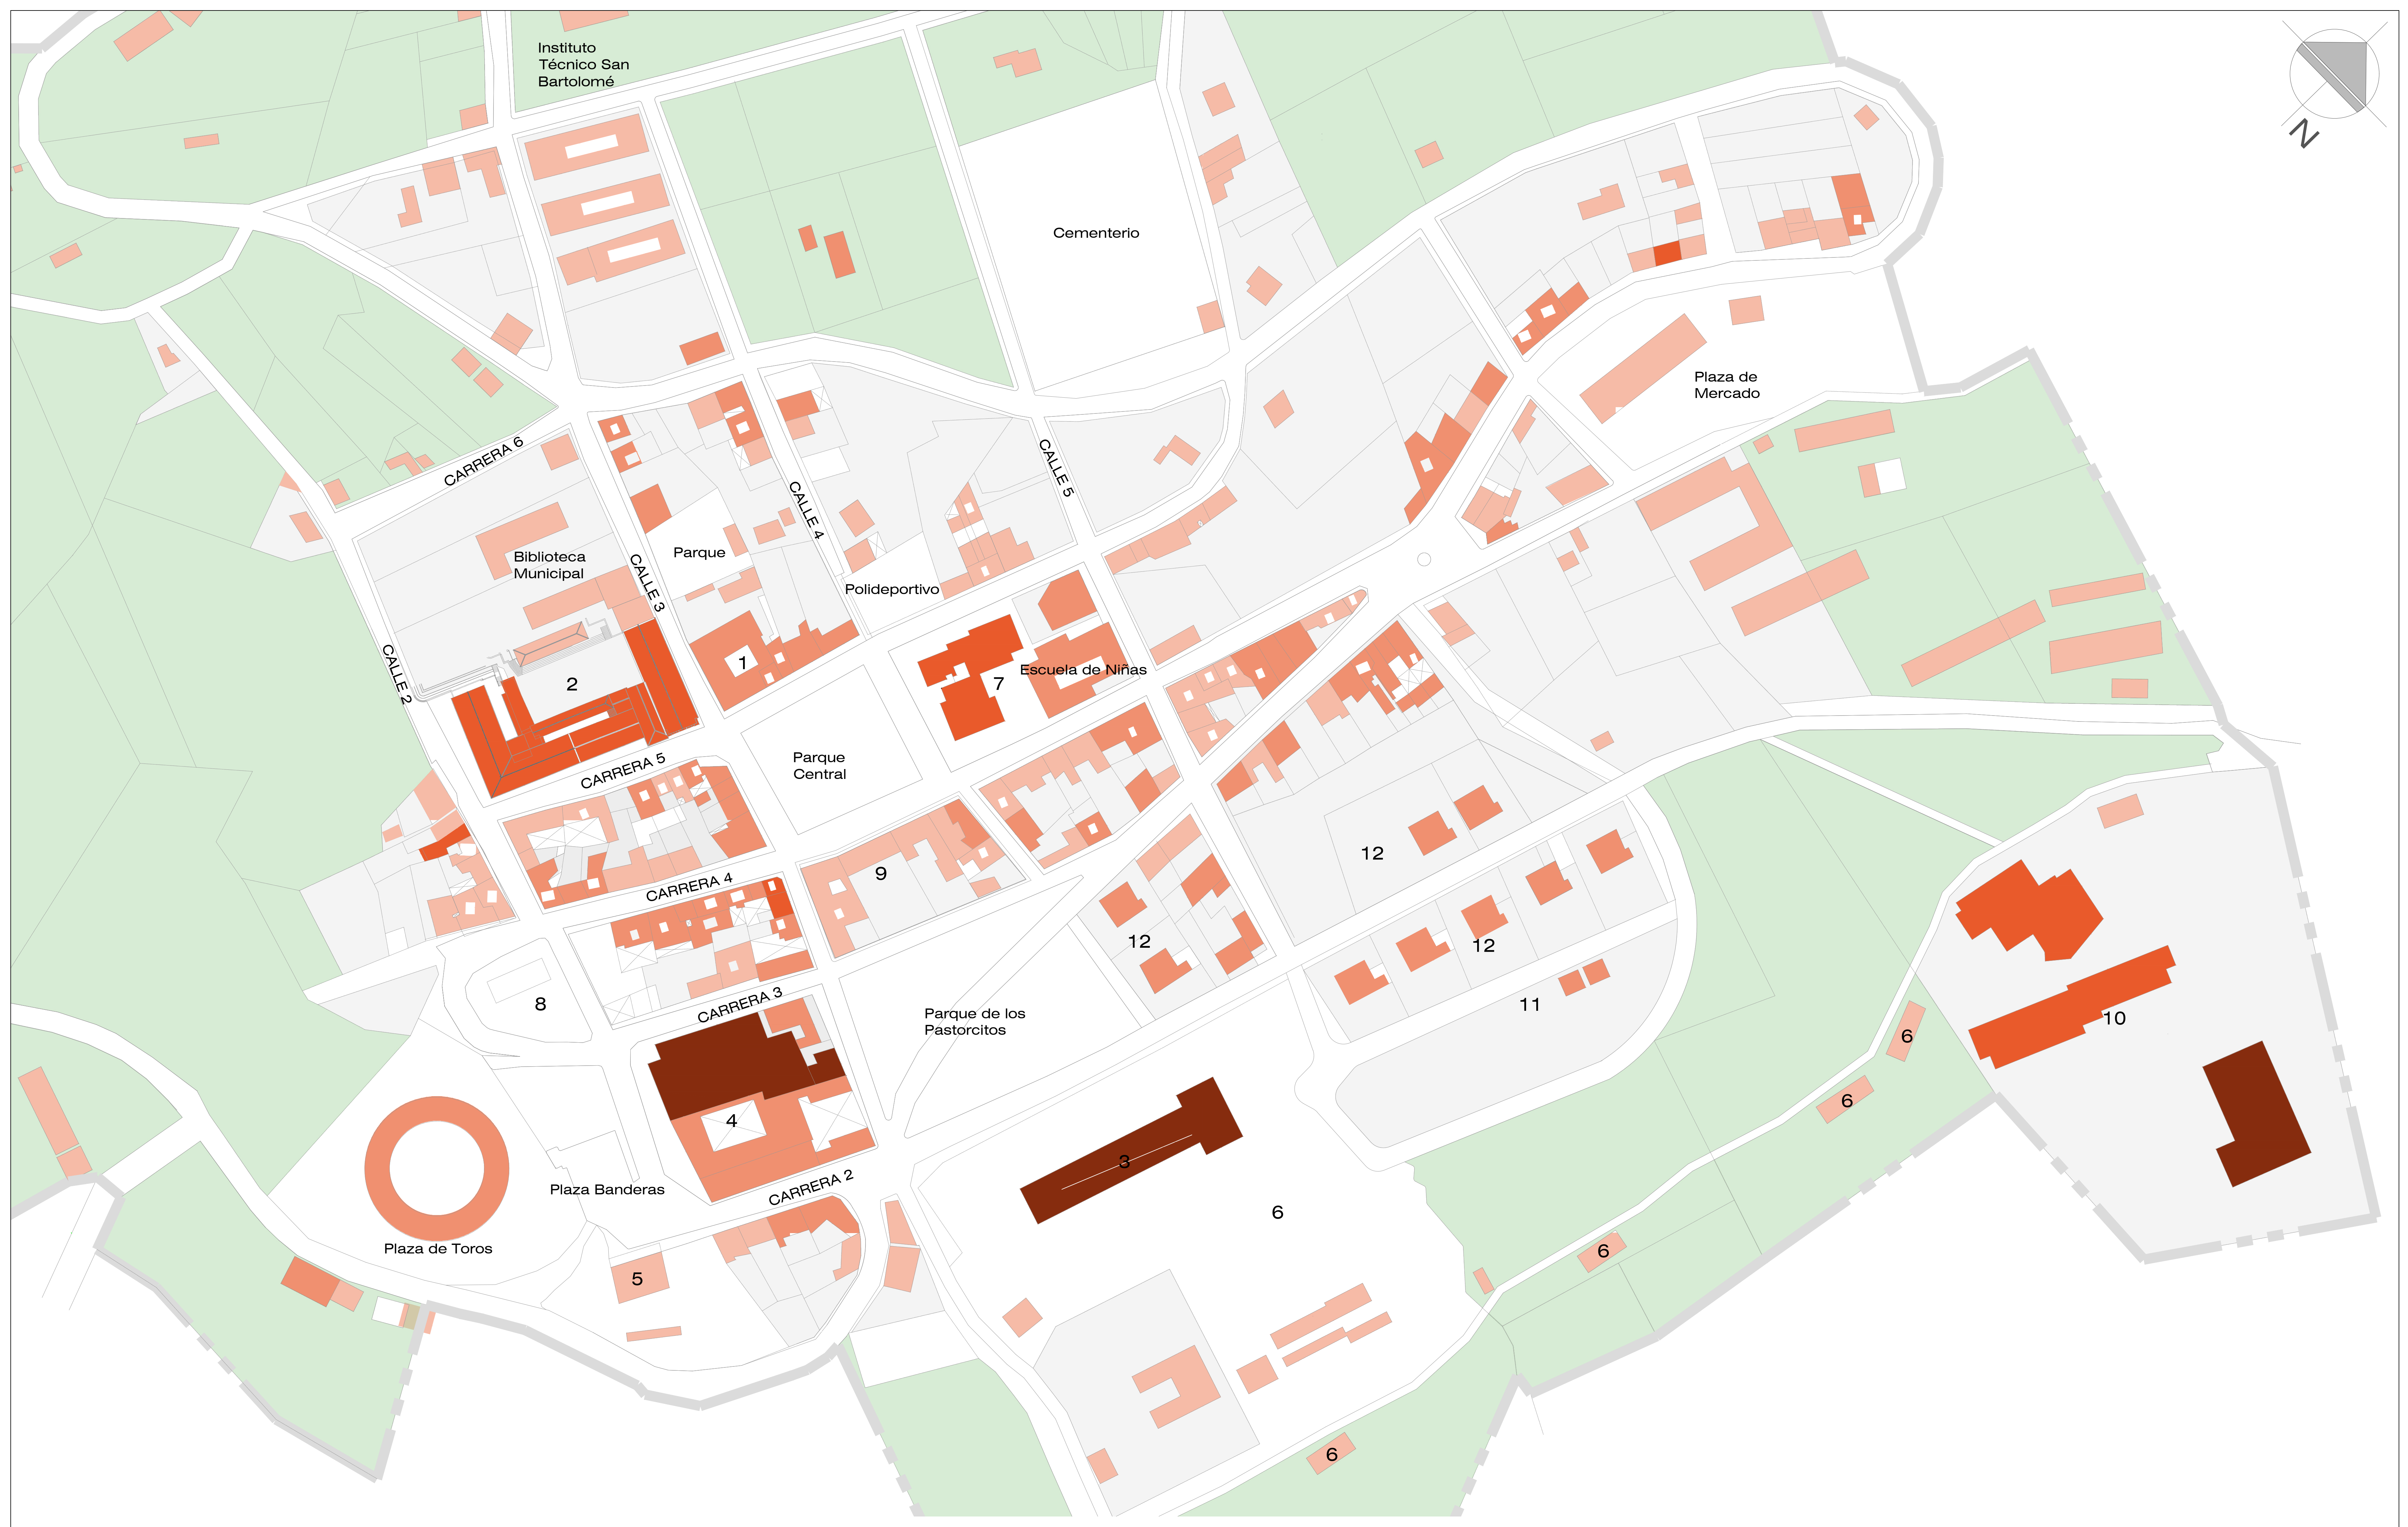 Instituto
Técnico San
Bartolomé
N
Cementerio
Plaza de
Mercado
CARRERA 6
CALLE 5
CALLE 4
Biblioteca
Municipal
CALLE 3
Parque
Polideportivo
CALLE 2
1
2
7
Escuela de Niñas
CARRERA 5
Parque
Central
CARRERA 4
9
12
12
12
8
CARRERA 3
Parque de los
Pastorcitos
11
10
6
6
4
3
Plaza Banderas
CARRERA 2
6
Plaza de Toros
5
6
6